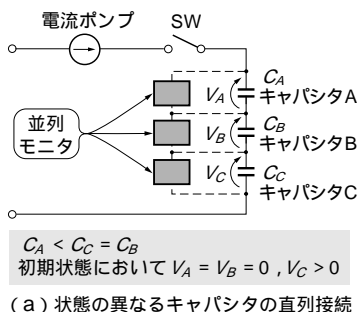 電流ポンプ
SW
C_A
キャパシタA
V_A
並列
モニタ
C_B
キャパシタB
V_B
C_C
キャパシタC
V_C
C_A < C_C = C_B
初期状態において V_A = V_B = 0 , V_C > 0
(a)状態の異なるキャパシタの直列接続